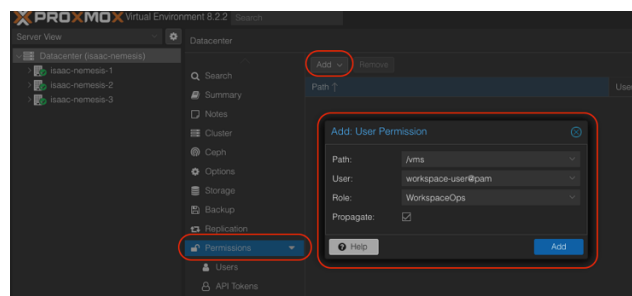 PROXMOX Virtual Environment 8.2.2 Search
Server View
Datacenter (isaac-nemesis)
isaac-nemesis-1
isaac-nemesis-2
isaac-nemesis-3
Datacenter
Search
Summary
Notes
Cluster
Ceph
Options
Storage
Backup
Replication
Permissions
Users
API Tokens
Add Remove
Path ↑ User
Add: User Permission
Path: /vms
User: workspace-user@pam
Role: WorkspaceOps
Propagate:
Help Add